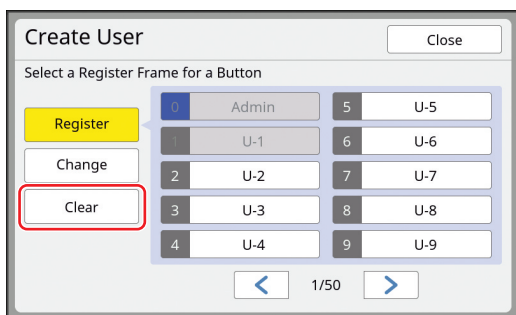 Create User
Close
Select a Register Frame for a Button
Register
Change
Clear
0 Admin
1 U-1
2 U-2
3 U-3
4 U-4
5 U-5
6 U-6
7 U-7
8 U-8
9 U-9
< 1/50 >